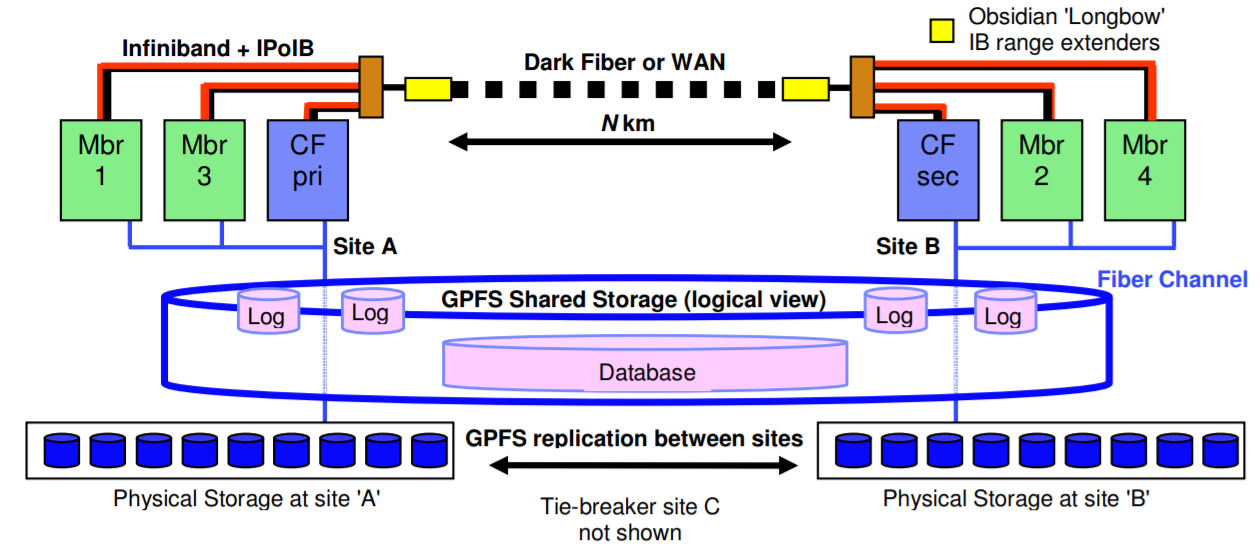 Obsidian 'Longbow'
IB range extenders
Infiniband + IPoIB
Dark Fiber or WAN
N km
Mbr
1
Mbr
3
CF
pri
CF
sec
Mbr
2
Mbr
4
Site A
Site B
Fiber Channel
GPFS Shared Storage (logical view)
Log
Log
Log
Log
Database
GPFS replication between sites
Physical Storage at site 'A'
Physical Storage at site 'B'
Tie-breaker site C
not shown